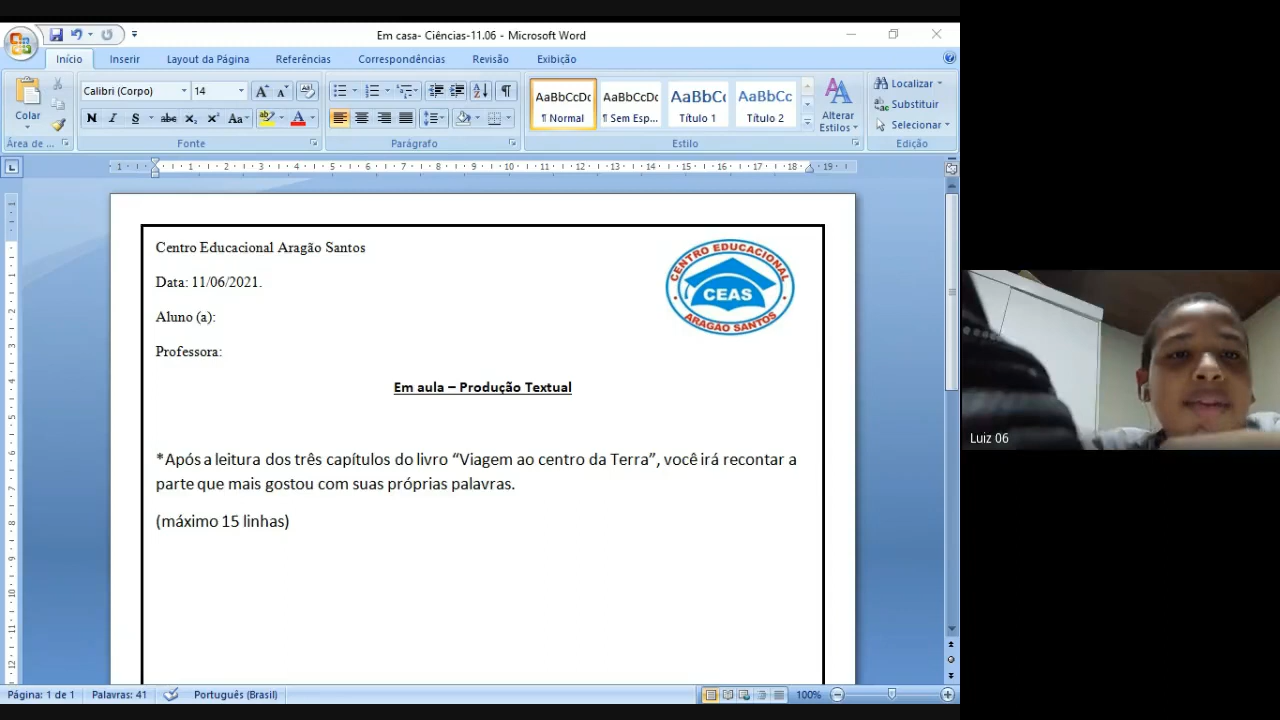 Em casa- Ciências-11.06 - Microsoft Word
Início Inserir Layout da Página Referências Correspondências Revisão Exibição
Colar
Calibri (Corpo) 14
AaBbCcDc AaBbCcDc AaBbC AaBbCc
¶ Normal ¶ Sem Esp... Título 1 Título 2
Alterar Estilos
Localizar
Substituir
Selecionar
Área de ... Fonte Parágrafo Estilo Edição
Centro Educacional Aragão Santos
CENTRO EDUCACIONAL
CEAS
ARAGÃO SANTOS
Data: 11/06/2021.
Aluno (a):
Professora:
Em aula – Produção Textual
*Após a leitura dos três capítulos do livro “Viagem ao centro da Terra”, você irá recontar a
parte que mais gostou com suas próprias palavras.
(máximo 15 linhas)
Luiz 06
Página: 1 de 1 Palavras: 41 Português (Brasil) 100%